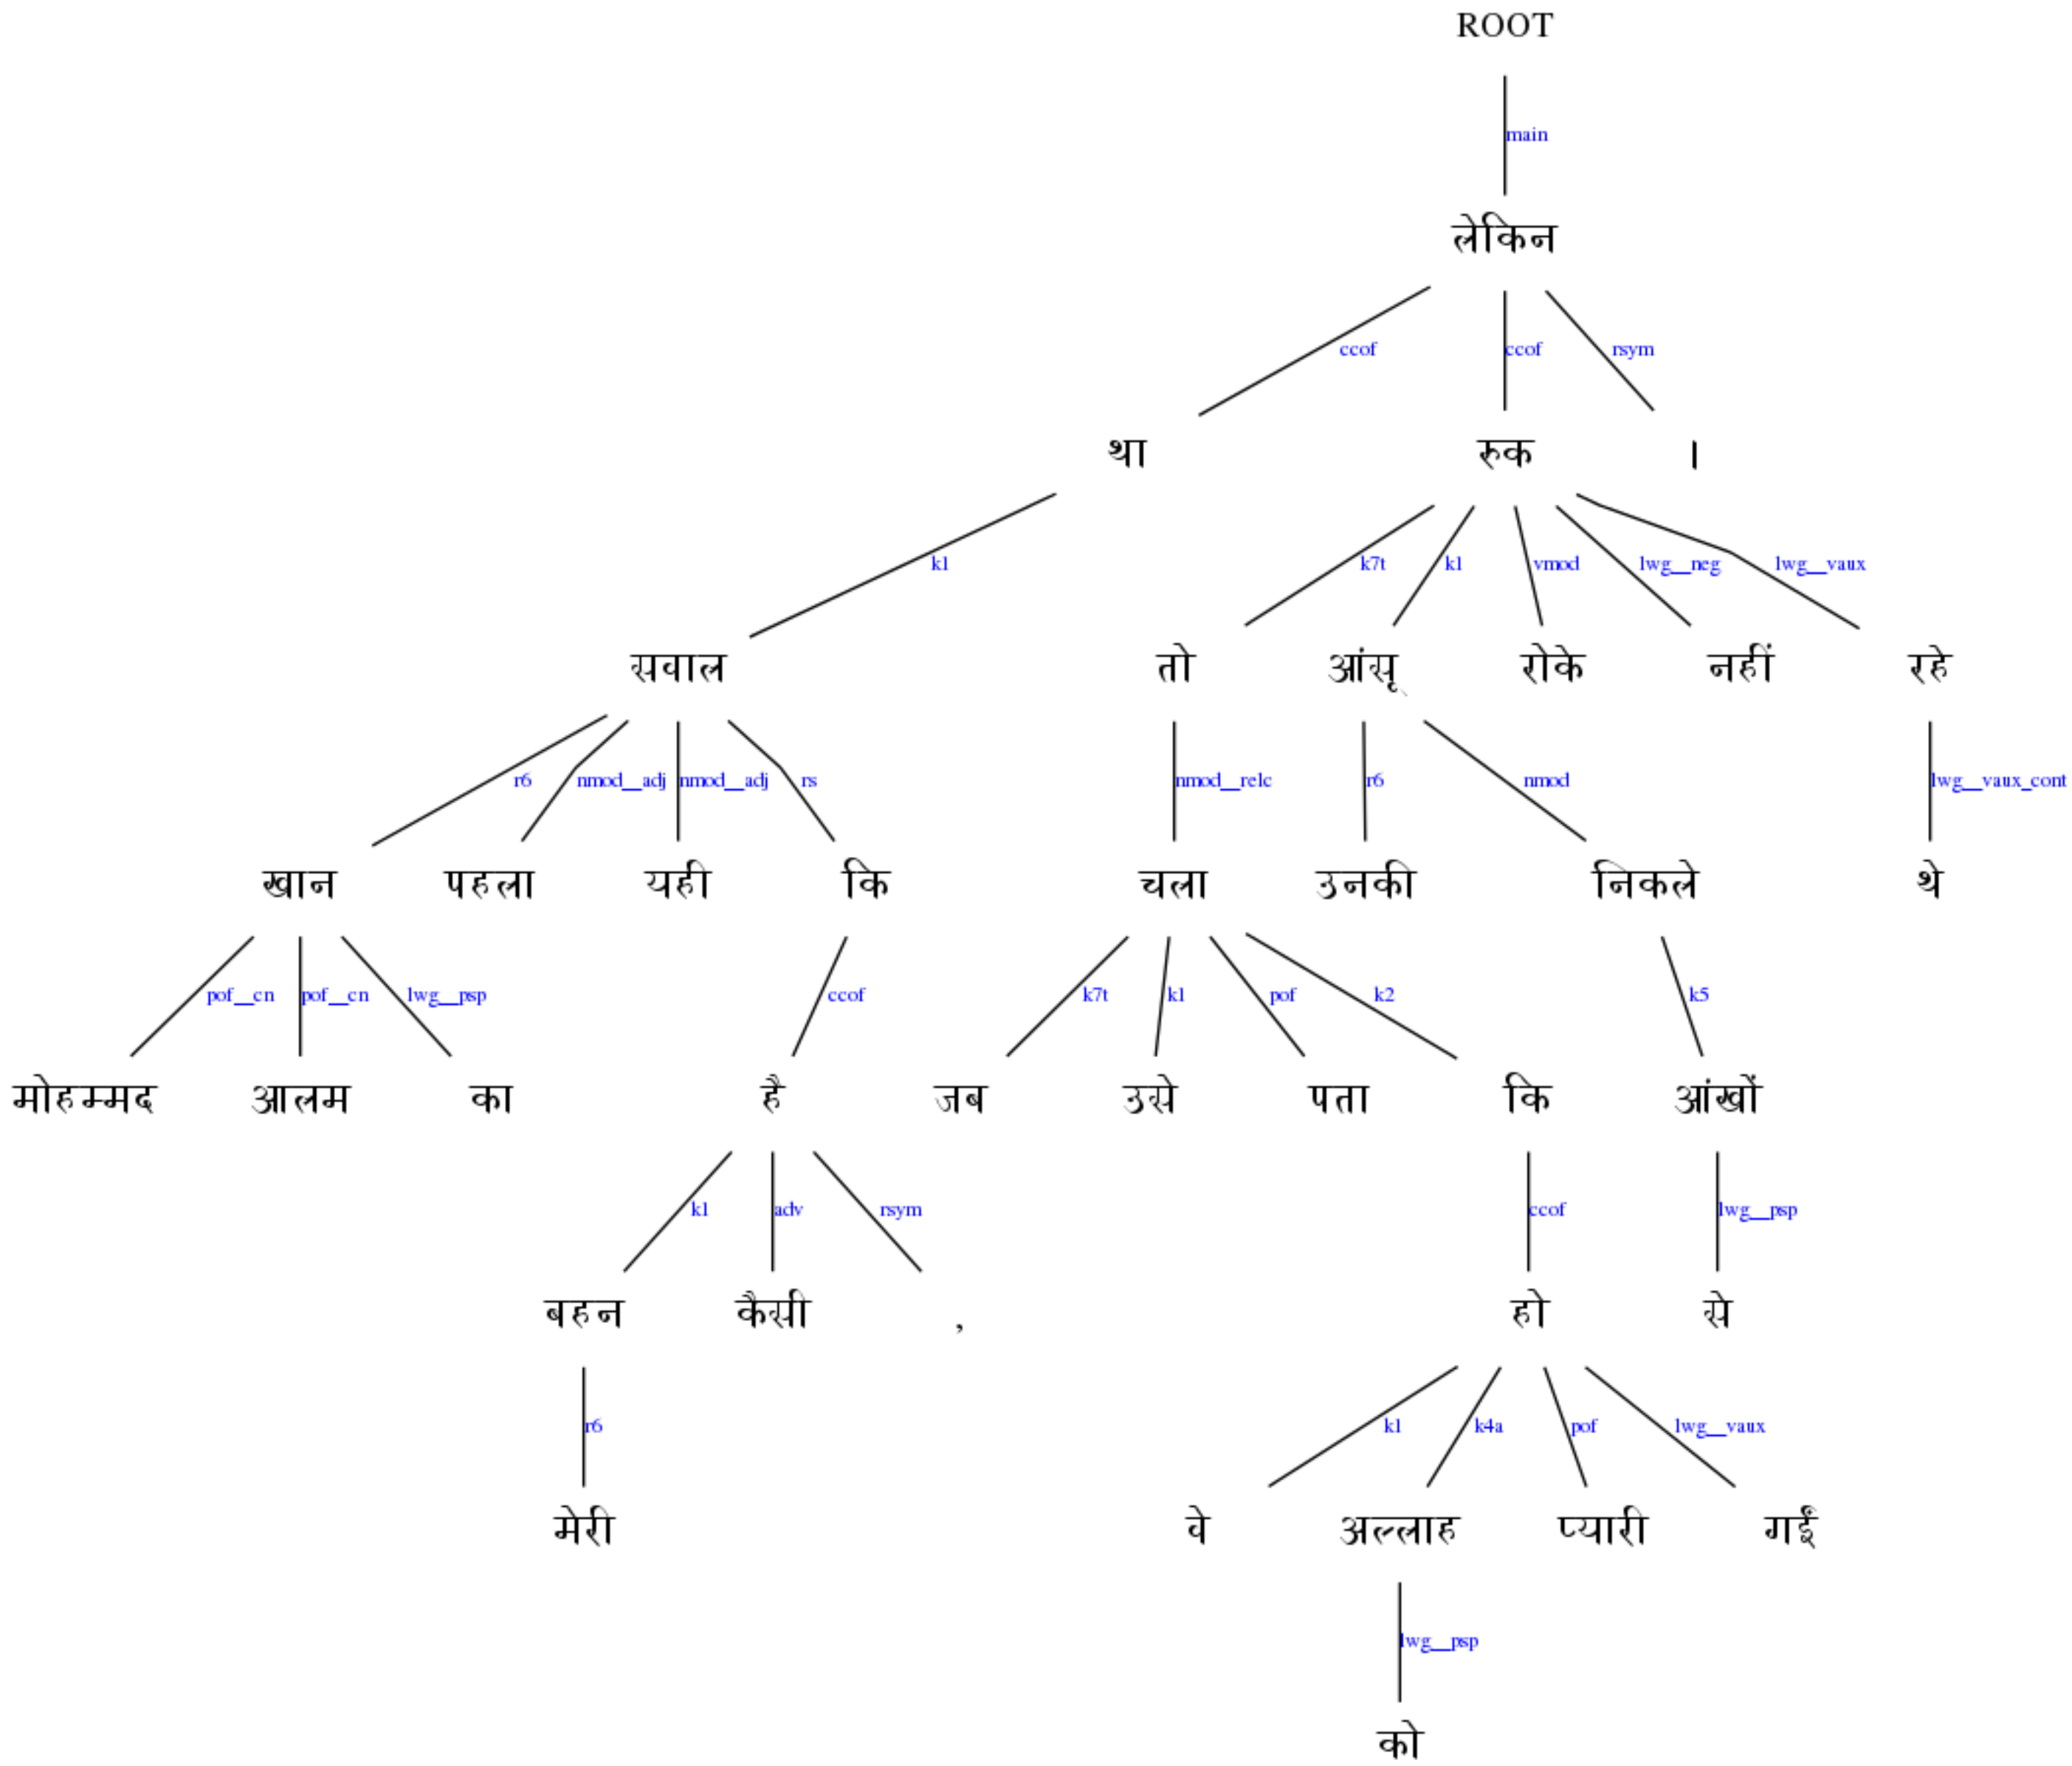 ROOT
main
लेकिन
ccof ccof rsym
था रुक ।
k1 k7t k1 vmod lwg__neg lwg__vaux
सवाल तो आंसू रोके नहीं रहे
r6 nmod__adj nmod__adj rs nmod__relc r6 nmod lwg__vaux_cont
खान पहला यही कि चला उनकी निकले थे
pof__cn pof__cn lwg__psp ccof k7t k1 pof k2 k5
मोहम्मद आलम का है जब उसे पता कि आंखों
k1 adv rsym ccof lwg__psp
बहन कैसी , हो से
r6 k1 k4a pof lwg__vaux
मेरी वे अल्लाह प्यारी गईं
lwg__psp
को